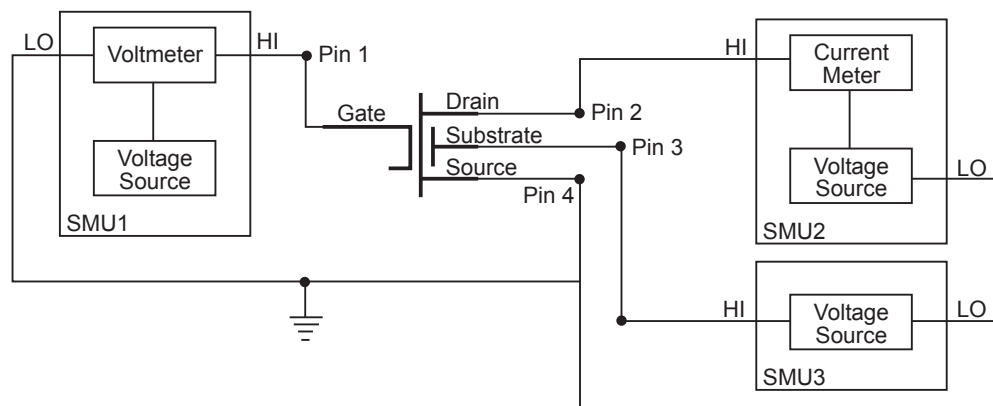 LO
Voltmeter
HI
Pin 1
Voltage
Source
SMU1
Gate
Drain
Pin 2
Substrate
Pin 3
Source
Pin 4
HI
Current
Meter
Voltage
Source
LO
SMU2
HI
Voltage
Source
LO
SMU3